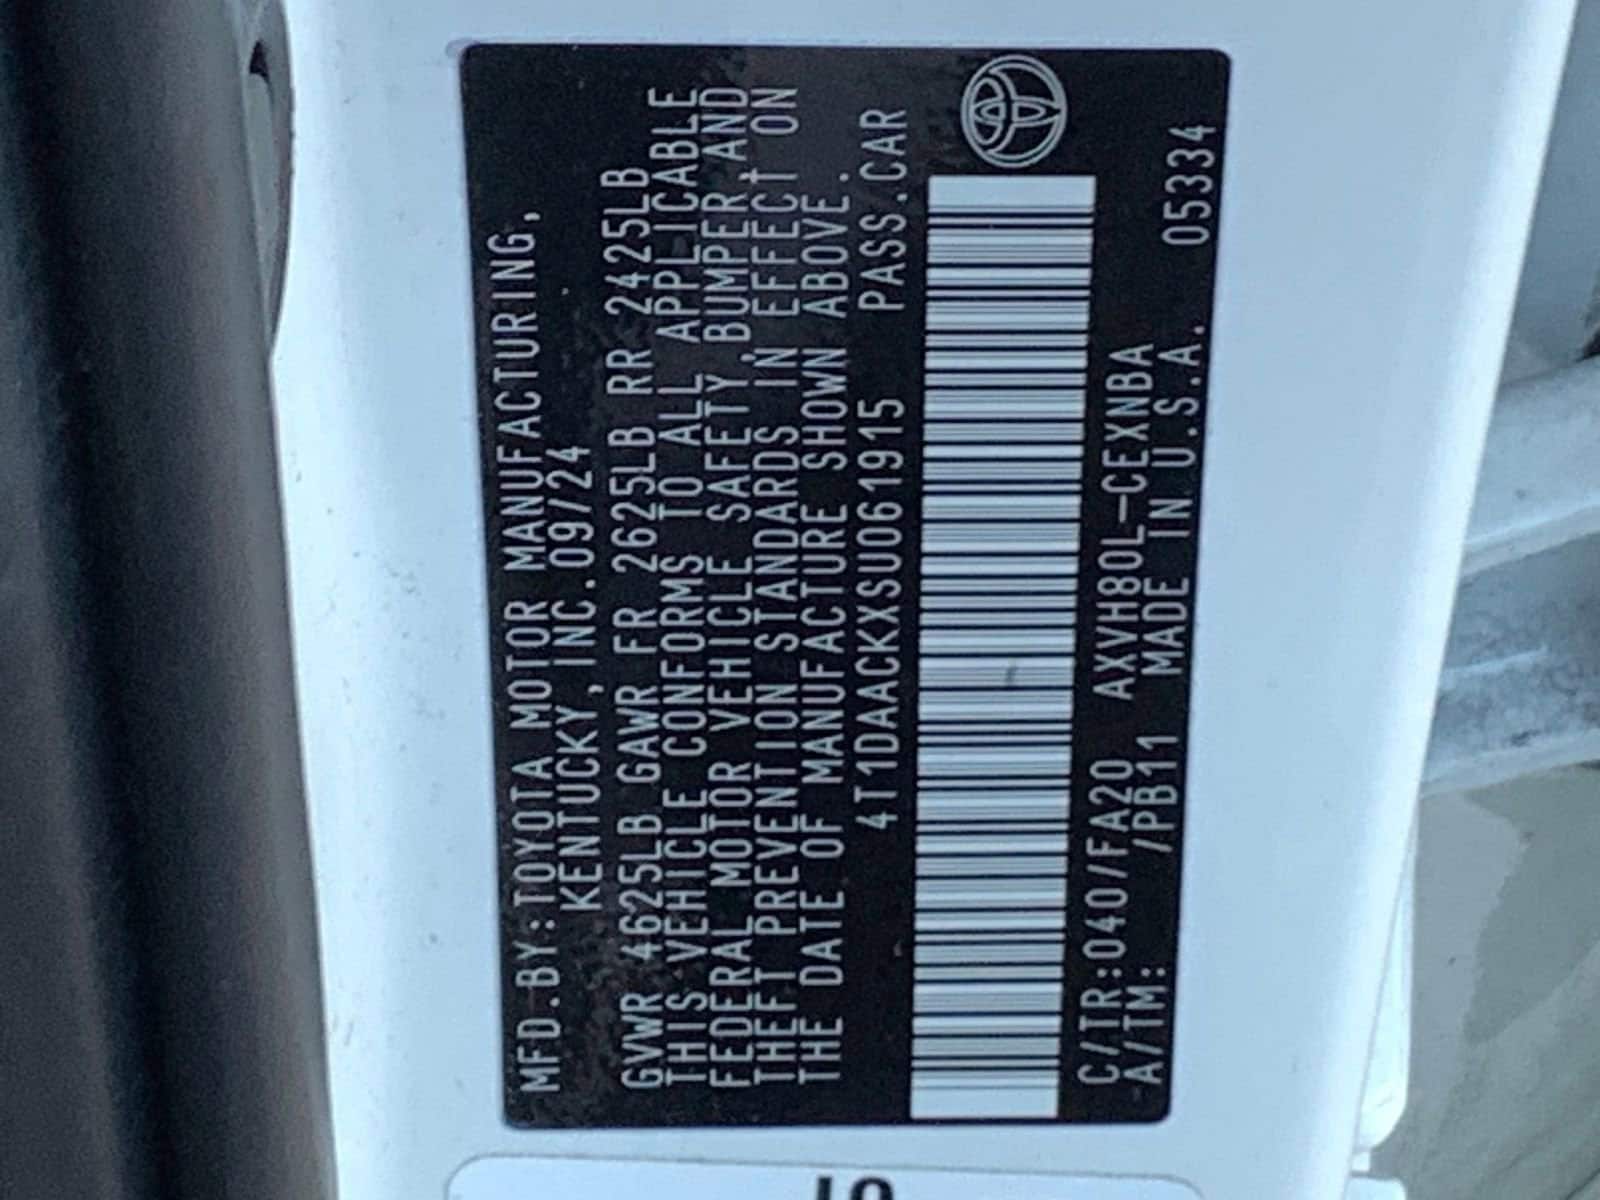 MFD.BY:TOYOTA MOTOR MANUFACTURING,
KENTUCKY,INC.09/24
GVWR 4625LB GAWR FR 2625LB RR 2425LB
THIS VEHICLE CONFORMS TO ALL APPLICABLE
FEDERAL MOTOR VEHICLE SAFETY,BUMPER,AND
THEFT PREVENTION STANDARDS IN EFFECT ON
THE DATE OF MANUFACTURE SHOWN ABOVE.
4T1DAACKXSU061915 PASS.CAR
C/TR:040/FA20 AXVH80L-CEXNBA
A/TM: /PB11 MADE IN U.S.A. 05334